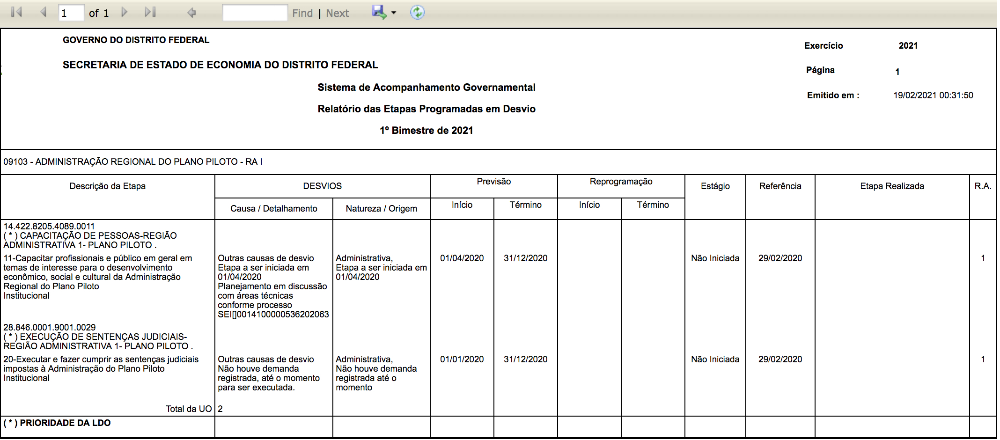 1 of 1 Find | Next
GOVERNO DO DISTRITO FEDERAL
Exercício 2021
SECRETARIA DE ESTADO DE ECONOMIA DO DISTRITO FEDERAL
Página 1
Sistema de Acompanhamento Governamental
Emitido em : 19/02/2021 00:31:50
Relatório das Etapas Programadas em Desvio
1º Bimestre de 2021
09103 - ADMINISTRAÇÃO REGIONAL DO PLANO PILOTO - RA I
Descrição da Etapa
DESVIOS
Previsão
Reprogramação
Estágio
Referência
Etapa Realizada
R.A.
Causa / Detalhamento
Natureza / Origem
Início
Término
Início
Término
14.422.8205.4089.0011
( * ) CAPACITAÇÃO DE PESSOAS-REGIÃO
ADMINISTRATIVA 1- PLANO PILOTO .
11-Capacitar profissionais e público em geral em
temas de interesse para o desenvolvimento
econômico, social e cultural da Administração
Regional do Plano Piloto
Institucional
Outras causas de desvio
Etapa a ser iniciada em
01/04/2020
Planejamento em discussão
com áreas técnicas
conforme processo
SEI[]0014100000536202063
Administrativa,
Etapa a ser iniciada em
01/04/2020
01/04/2020
31/12/2020
Não Iniciada
29/02/2020
1
28.846.0001.9001.0029
( * ) EXECUÇÃO DE SENTENÇAS JUDICIAIS-
REGIÃO ADMINISTRATIVA 1- PLANO PILOTO .
20-Executar e fazer cumprir as sentenças judiciais
impostas à Administração do Plano Piloto
Institucional
Outras causas de desvio
Não houve demanda
registrada, até o momento
para ser executada.
Administrativa,
Não houve demanda
registrada até o
momento
01/01/2020
31/12/2020
Não Iniciada
29/02/2020
1
Total da UO 2
( * ) PRIORIDADE DA LDO